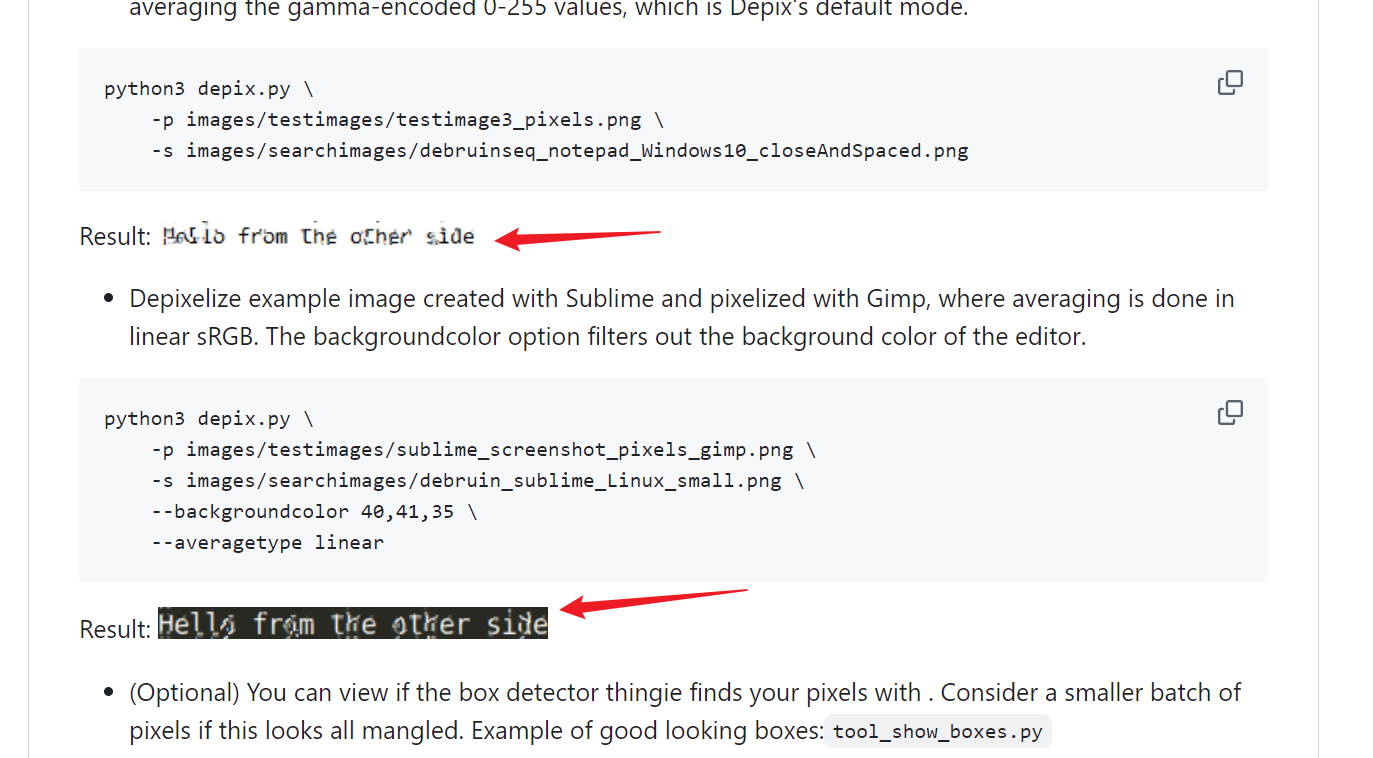 averaging the gamma-encoded 0-255 values, which is Depix's default mode.
python3 depix.py \
-p images/testimages/testimage3_pixels.png \
-s images/searchimages/debruinseq_notepad_Windows10_closeAndSpaced.png
Result: Hello from the other side
• Depixelize example image created with Sublime and pixelized with Gimp, where averaging is done in
linear sRGB. The backgroundcolor option filters out the background color of the editor.
python3 depix.py \
-p images/testimages/sublime_screenshot_pixels_gimp.png \
-s images/searchimages/debruin_sublime_Linux_small.png \
--backgroundcolor 40,41,35 \
--averagetype linear
Result: Hello from the other side
• (Optional) You can view if the box detector thingie finds your pixels with . Consider a smaller batch of
pixels if this looks all mangled. Example of good looking boxes: tool_show_boxes.py